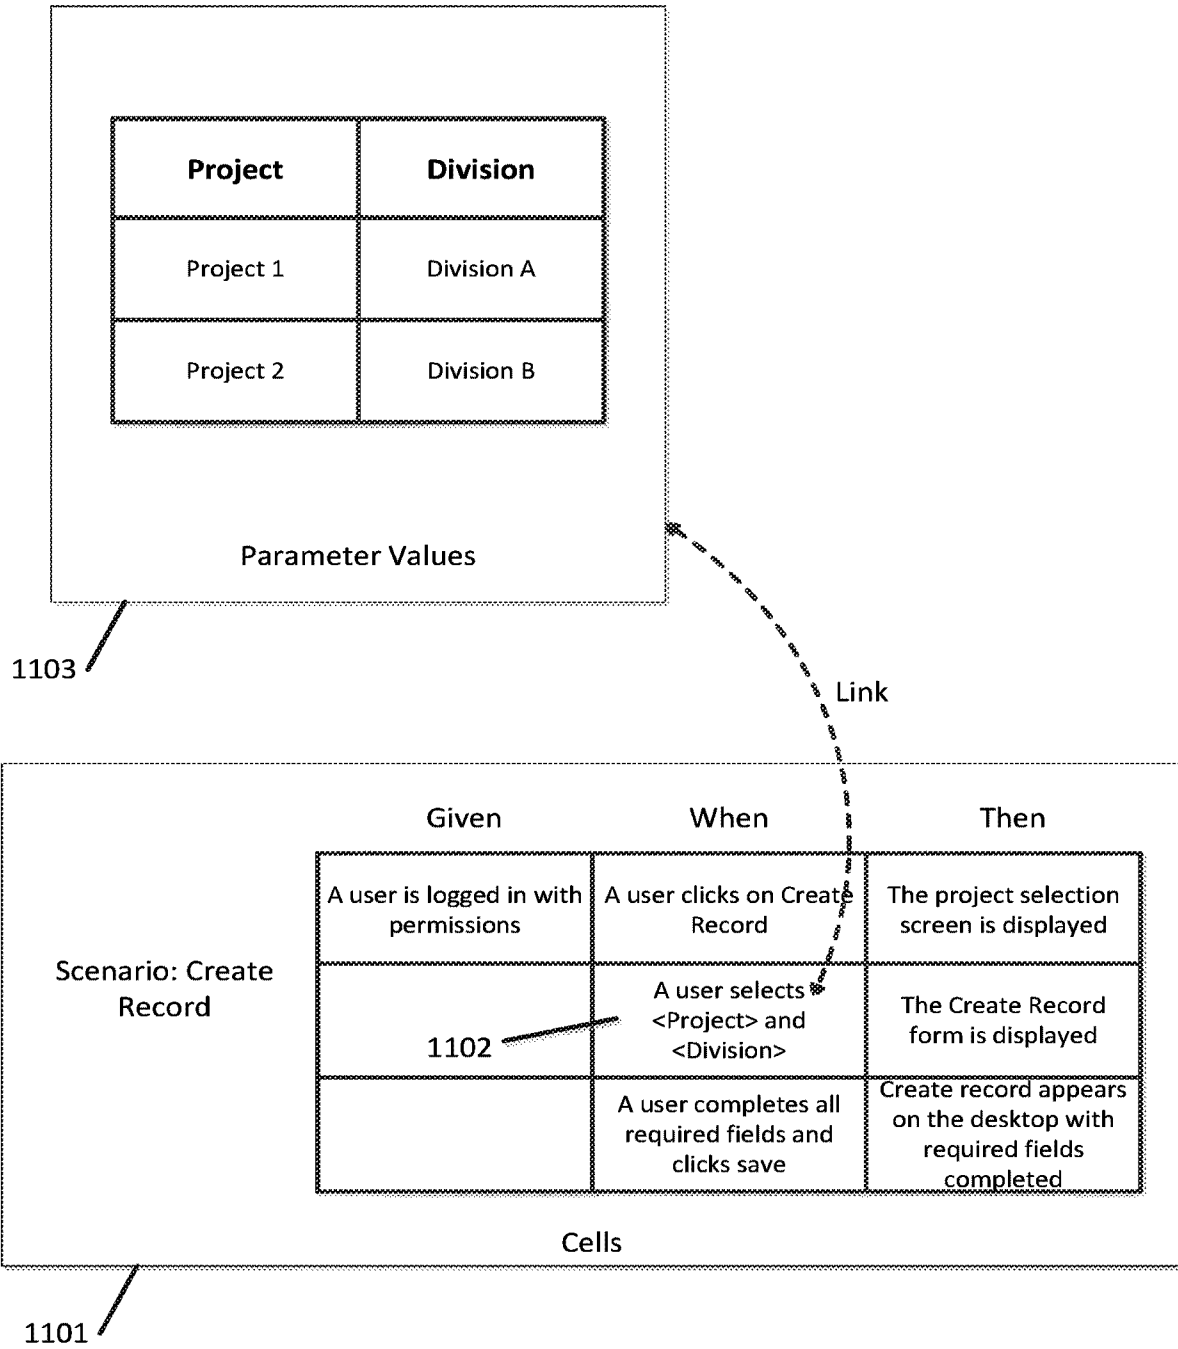 Project
Division
Project 1
Division A
Project 2
Division B
Parameter Values
1103
Link
Given
When
Then
A user is logged in with
permissions
A user clicks on Create
Record
The project selection
screen is displayed
Scenario: Create
Record
1102
A user selects
<Project> and
<Division>
The Create Record
form is displayed
A user completes all
required fields and
clicks save
Create record appears
on the desktop with
required fields
completed
Cells
1101